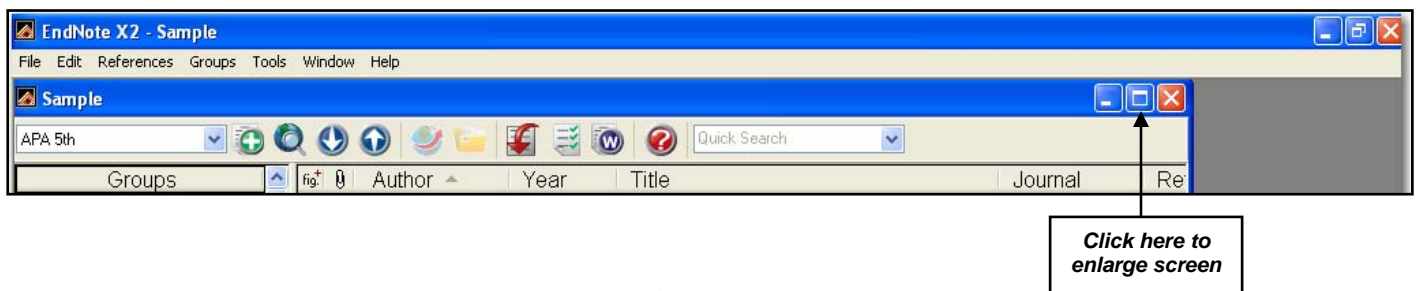 EndNote X2 - Sample
File Edit References Groups Tools Window Help
Sample
APA 5th Quick Search
Groups fig. Author Year Title Journal Re
Click here to
enlarge screen